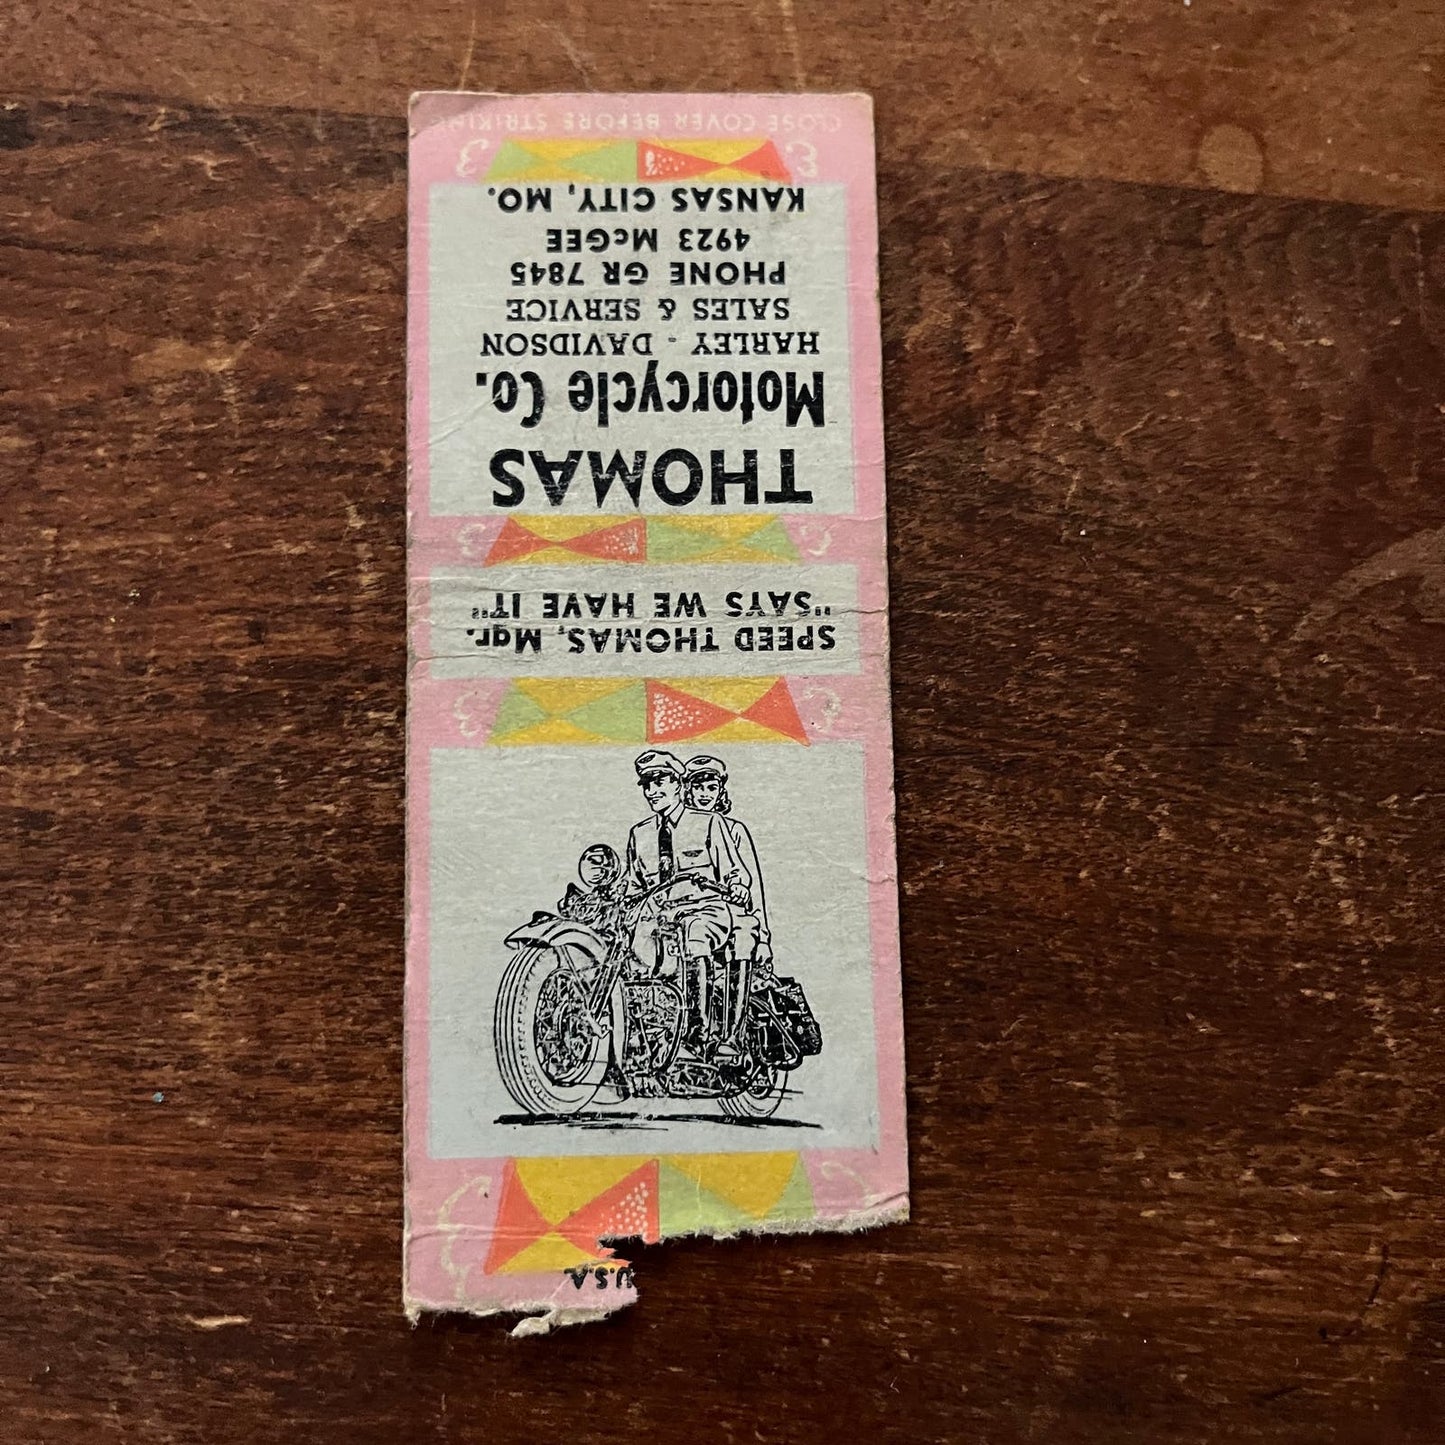 THOMAS
Motorcycle Co.
HARLEY - DAVIDSON
SALES & SERVICE
PHONE GR 7845
4923 McGEE
KANSAS CITY, MO.
CLOSE COVER BEFORE STRIKING
SPEED THOMAS, Mgr.
"SAYS WE HAVE IT"
U.S.A.